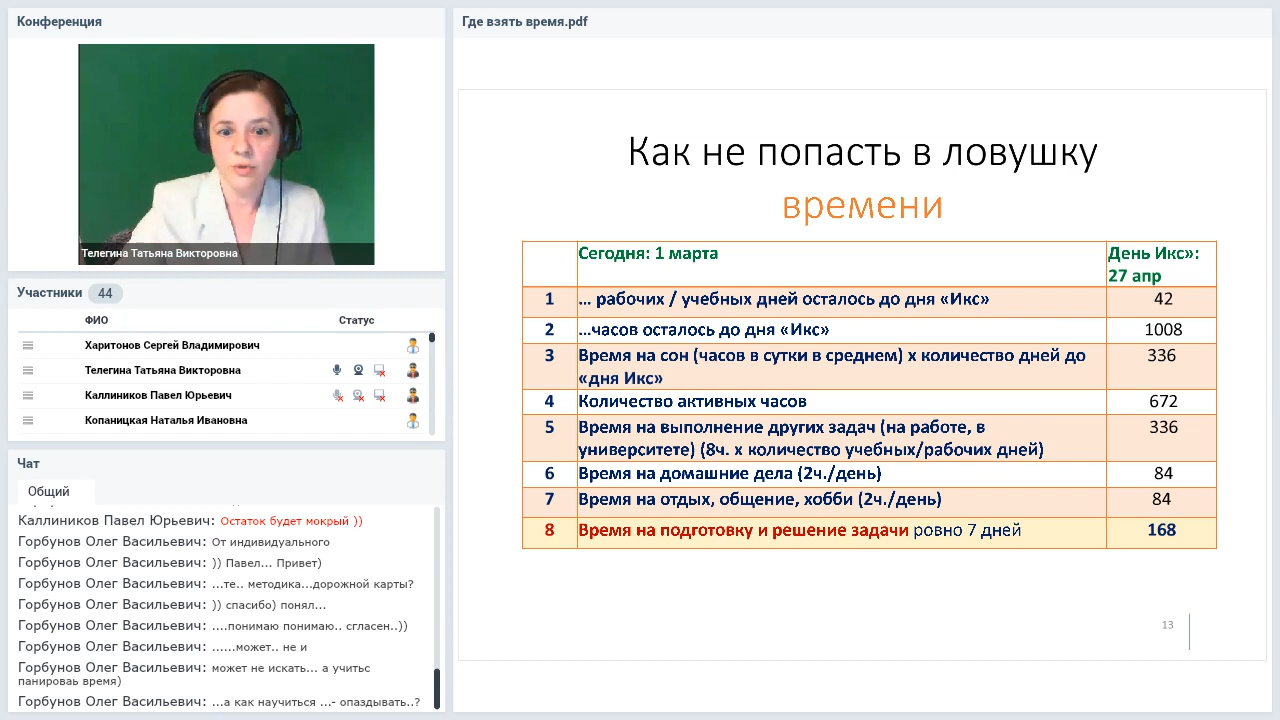 Конференция
Телегина Татьяна Викторовна
Участники 44
ФИО Статус
Харитонов Сергей Владимирович
Телегина Татьяна Викторовна
Каллиников Павел Юрьевич
Копаницкая Наталья Ивановна
Чат
Общий
Каллиников Павел Юрьевич: Остаток будет мокрый ))
Горбунов Олег Васильевич: От индивидуального
Горбунов Олег Васильевич: )) Павел... Привет)
Горбунов Олег Васильевич: ...те.. методика...дорожной карты?
Горбунов Олег Васильевич: )) спасибо) понял...
Горбунов Олег Васильевич: ....понимаю понимаю.. сгласен..))
Горбунов Олег Васильевич: ......может.. не и
Горбунов Олег Васильевич: может не искать... а учитьс
панироваь время)
Горбунов Олег Васильевич: ...а как научиться ...- опаздывать..?
Где взять время.pdf
Как не попасть в ловушку
времени
Сегодня: 1 марта День Икс»:
27 апр
1 ... рабочих / учебных дней осталось до дня «Икс» 42
2 ...часов осталось до дня «Икс» 1008
3 Время на сон (часов в сутки в среднем) х количество дней до 336
«дня Икс»
4 Количество активных часов 672
5 Время на выполнение других задач (на работе, в 336
университете) (8ч. х количество учебных/рабочих дней)
6 Время на домашние дела (2ч./день) 84
7 Время на отдых, общение, хобби (2ч./день) 84
8 Время на подготовку и решение задачи ровно 7 дней 168
13